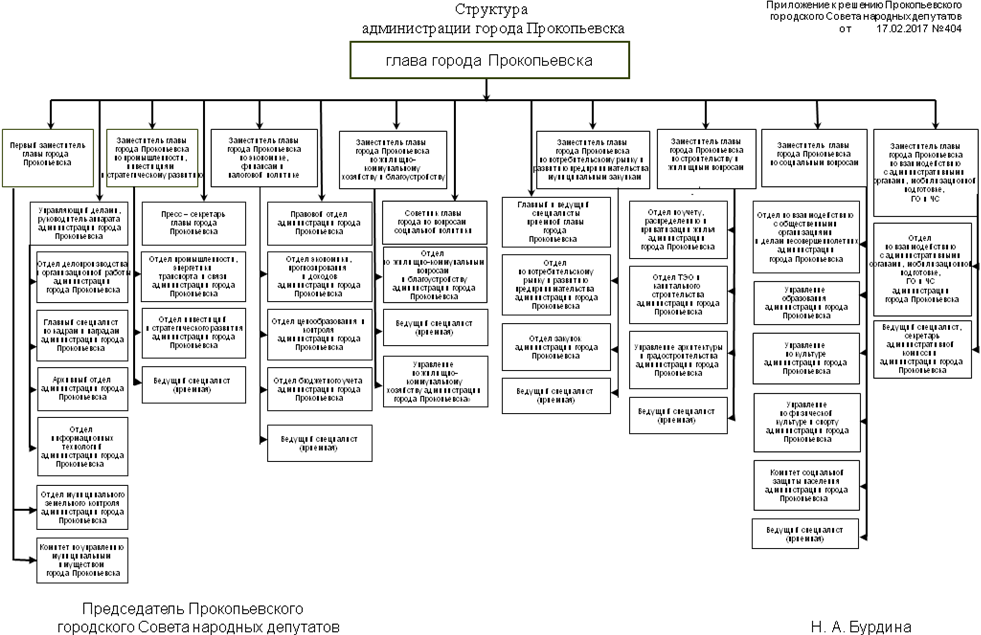 Структура
администрации города Прокопьевска
Приложение к решению Прокопьевского
городского Совета народных депутатов
от 17.02.2017 №404
глава города Прокопьевска
Первый заместитель
главы города
Прокопьевска
Заместитель главы
города Прокопьевска
по промышленности,
инвестициям
и стратегическому развитию
Заместитель главы
города Прокопьевска
по экономике,
финансам и
налоговой политике
Заместитель главы
города Прокопьевска
по жилищно-
коммунальному
хозяйству и благоустройству
Заместитель главы
города Прокопьевска
по потребительскому рынку и
развитию предпринимательства
муниципальным закупкам
Заместитель главы
города Прокопьевска
по строительству и
жилищным вопросам
Заместитель главы
города Прокопьевска
по социальным вопросам
Заместитель главы
города Прокопьевска
по взаимодействию
с административными
органами, мобилизационной
подготовке,
ГО и ЧС
Управляющий делами,
руководитель аппарата
администрации города
Прокопьевска
Отдел делопроизводства
и организационной работы
администрации города
Прокопьевска
Главный специалист
по кадрам и наградам
администрации города
Прокопьевска
Архивный отдел
администрации города
Прокопьевска
Отдел
информационных
технологий
администрации города
Прокопьевска
Отдел муниципального
земельного контроля
администрации города
Прокопьевска
Комитет по управлению
муниципальным
имуществом
города Прокопьевска
Пресс – секретарь
главы города
Прокопьевска
Отдел промышленности,
энергетики
транспорта и связи
администрации города
Прокопьевска
Отдел инвестиций
и стратегического развития
администрации города
Прокопьевска
Ведущий специалист
(приемная)
Правовой отдел
администрации города
Прокопьевска
Отдел экономики,
прогнозирования
и доходов
администрации города
Прокопьевска
Отдел ценообразования и
контроля
администрации города
Прокопьевска
Отдел бюджетного учета
администрации города
Прокопьевска
Ведущий специалист
(приемная)
Советник главы
города по вопросам
социальной политики
Отдел
по жилищно-коммунальным
вопросам
и благоустройству
администрации города
Прокопьевска
Ведущий специалист
(приемная)
Управление
по жилищно-
коммунальному
хозяйству администрации
города Прокопьевска»
Главный и ведущий
специалисты
приемной главы
города
Прокопьевска
Отдел
по потребительскому
рынку и развитию
предпринимательства
администрации города
Прокопьевска
Отдел закупок
администрации города
Прокопьевска
Ведущий специалист
(приемная)
Отдел по учету,
распределению и
приватизации жилья
администрации
города Прокопьевска
Отдел ТЭО и
капитального
строительства
администрации города
Прокопьевска
Управление архитектуры
и градостроительства
администрации города
Прокопьевска
Ведущий специалист
(приемная)
Отдел по взаимодействию
с общественными
организациями
и делам несовершеннолетних
администрации
города Прокопьевска
Управление
образования
администрации города
Прокопьевска
Управление
по культуре
администрации города
Прокопьевска
Управление
по физической
культуре и спорту
администрации города
Прокопьевска
Комитет социальной
защиты населения
администрации города
Прокопьевска
Ведущий специалист
(приемная)
Отдел
по взаимодействию
с административными
органами, мобилизационной
подготовке,
ГО и ЧС
администрации
города Прокопьевска
Ведущий специалист,
секретарь
административной
комиссии
администрации города
Прокопьевска
Председатель Прокопьевского
городского Совета народных депутатов
Н. А. Бурдина